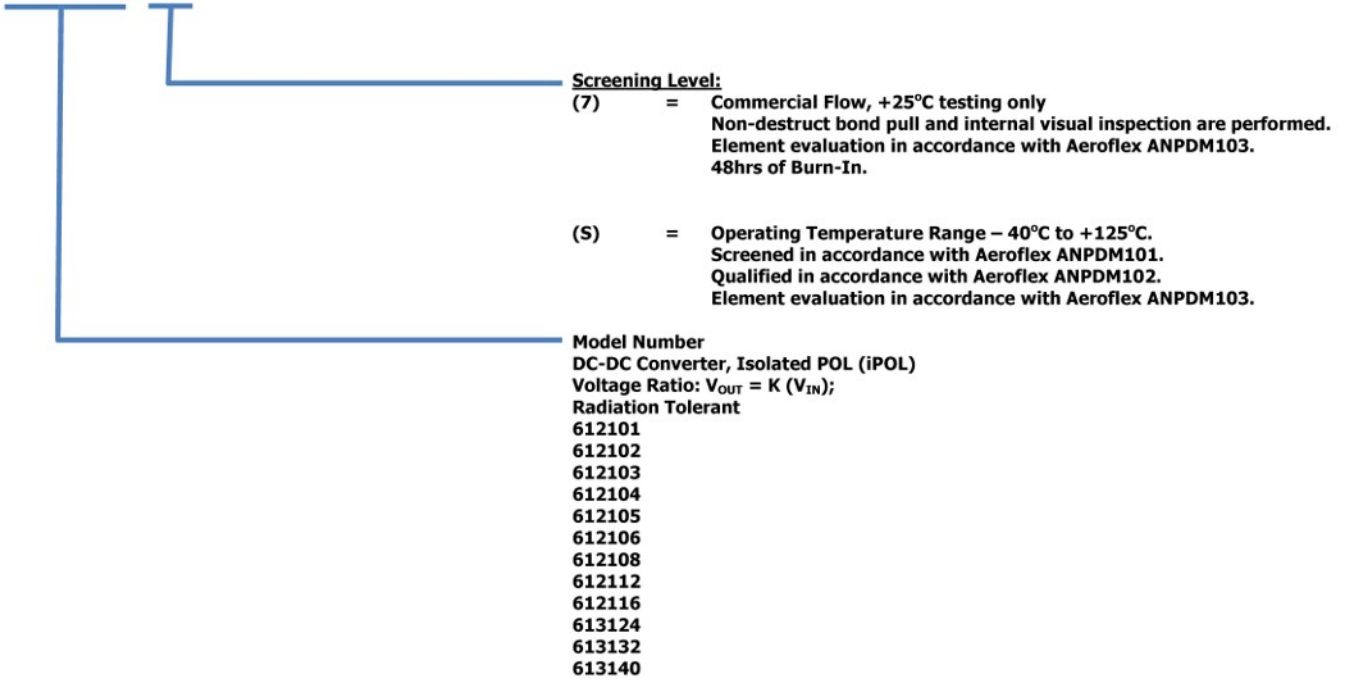 Screening Level:
(7) = Commercial Flow, +25°C testing only
Non-destruct bond pull and internal visual inspection are performed.
Element evaluation in accordance with Aeroflex ANPDM103.
48hrs of Burn-In.
(S) = Operating Temperature Range – 40°C to +125°C.
Screened in accordance with Aeroflex ANPDM101.
Qualified in accordance with Aeroflex ANPDM102.
Element evaluation in accordance with Aeroflex ANPDM103.
Model Number
DC-DC Converter, Isolated POL (iPOL)
Voltage Ratio: VOUT = K (VIN);
Radiation Tolerant
612101
612102
612103
612104
612105
612106
612108
612112
612116
613124
613132
613140